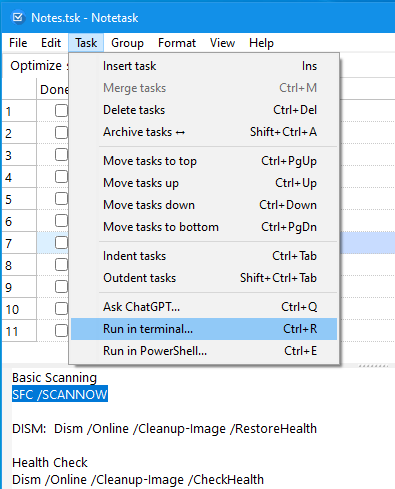 Notes.tsk - Notetask
File Edit Task Group Format View Help
Optimize s
Done
1
2
3
4
5
6
7
8
9
10
11
Insert task Ins
Merge tasks Ctrl+M
Delete tasks Ctrl+Del
Archive tasks ↔ Shift+Ctrl+A
Move tasks to top Ctrl+PgUp
Move tasks up Ctrl+Up
Move tasks down Ctrl+Down
Move tasks to bottom Ctrl+PgDn
Indent tasks Ctrl+Tab
Outdent tasks Shift+Ctrl+Tab
Ask ChatGPT... Ctrl+Q
Run in terminal... Ctrl+R
Run in PowerShell... Ctrl+E
Basic Scanning
SFC /SCANNOW
DISM:  Dism /Online /Cleanup-Image /RestoreHealth
Health Check
Dism /Online /Cleanup-Image /CheckHealth